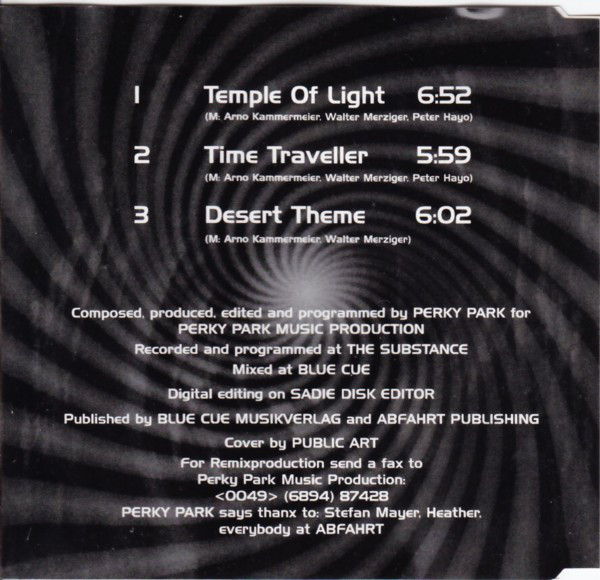 1 Temple Of Light 6:52
(M: Arno Kammermeier, Walter Merziger, Peter Hayo)
2 Time Traveller 5:59
(M: Arno Kammermeier, Walter Merziger, Peter Hayo)
3 Desert Theme 6:02
(M: Arno Kammermeier, Walter Merziger)
Composed, produced, edited and programmed by PERKY PARK for
PERKY PARK MUSIC PRODUCTION
Recorded and programmed at THE SUBSTANCE
Mixed at BLUE CUE
Digital editing on SADIE DISK EDITOR
Published by BLUE CUE MUSIKVERLAG and ABFAHRT PUBLISHING
Cover by PUBLIC ART
For Remixproduction send a fax to
Perky Park Music Production:
<0049> (6894) 87428
PERKY PARK says thanx to: Stefan Mayer, Heather,
everybody at ABFAHRT